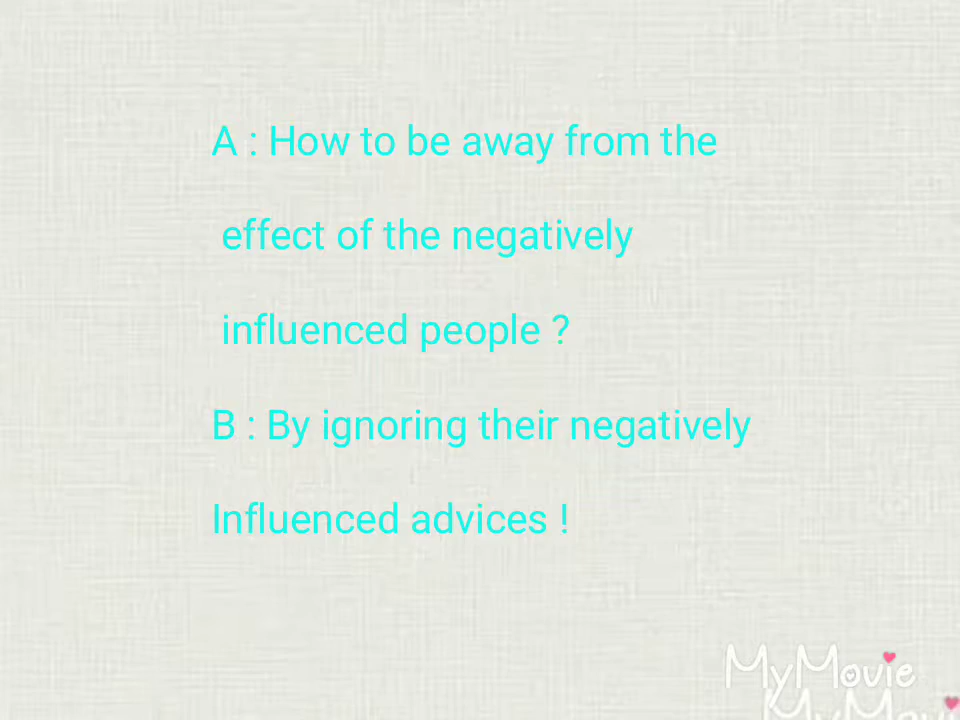 A : How to be away from the
effect of the negatively
influenced people ?
B : By ignoring their negatively
Influenced advices !
MyMovie
MyMovie